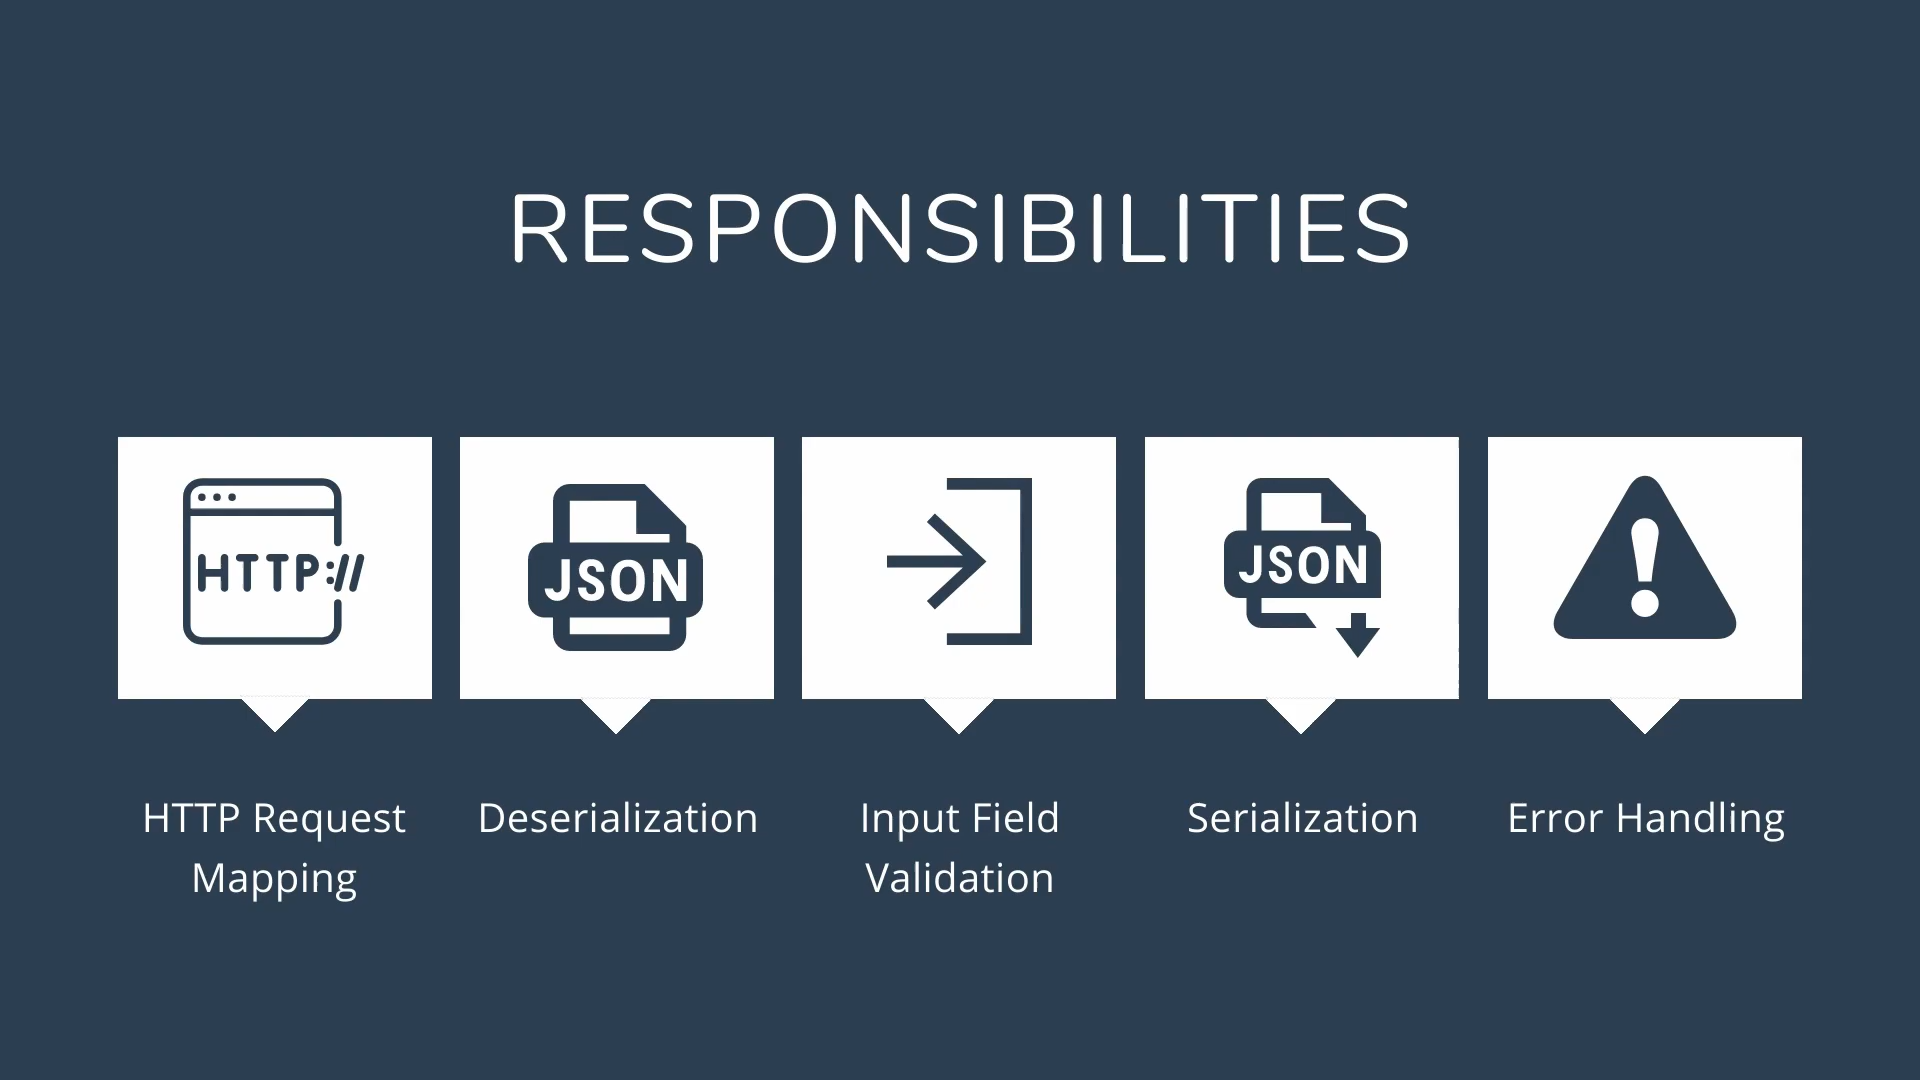 RESPONSIBILITIES
HTTP://
JSON
JSON
HTTP Request
Mapping
Deserialization
Input Field
Validation
Serialization
Error Handling